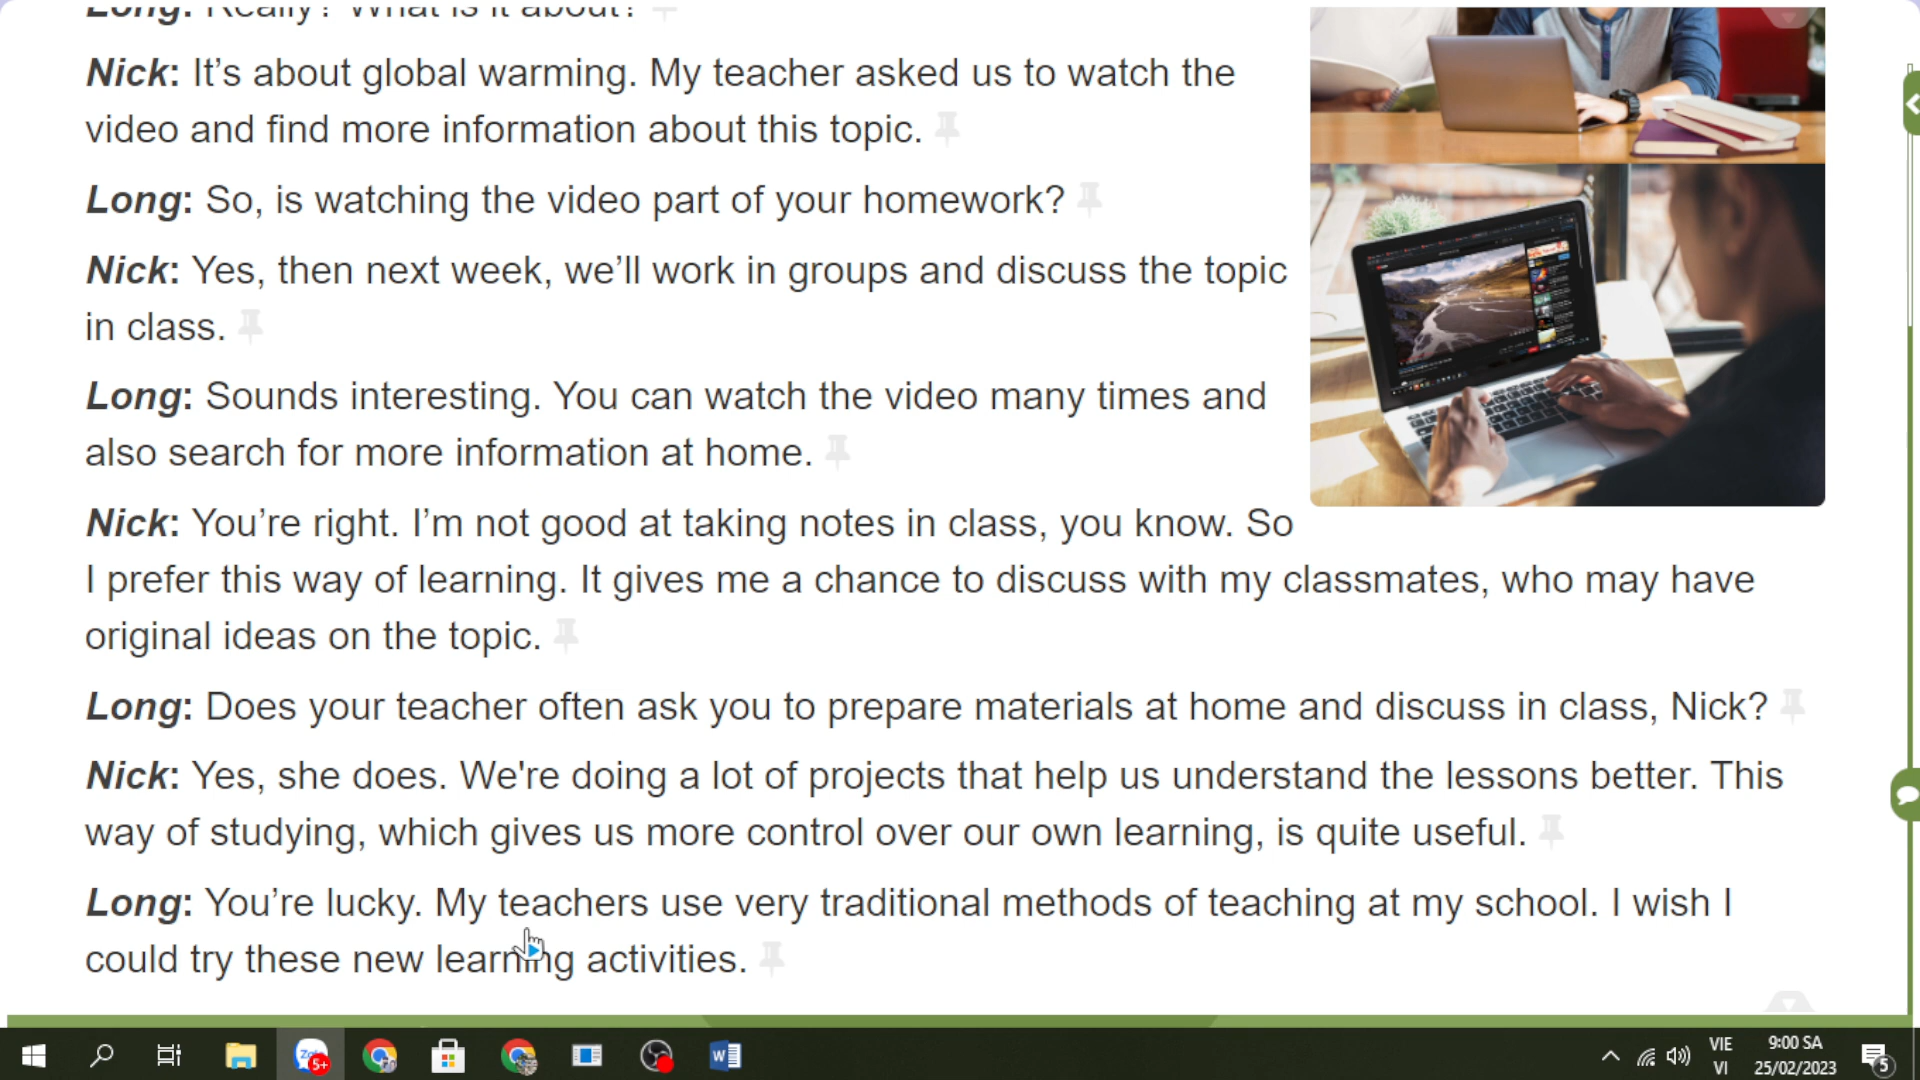 Long: Really? What is it about?
Nick: It’s about global warming. My teacher asked us to watch the
video and find more information about this topic.
Long: So, is watching the video part of your homework?
Nick: Yes, then next week, we’ll work in groups and discuss the topic
in class.
Long: Sounds interesting. You can watch the video many times and
also search for more information at home.
Nick: You’re right. I’m not good at taking notes in class, you know. So
I prefer this way of learning. It gives me a chance to discuss with my classmates, who may have
original ideas on the topic.
Long: Does your teacher often ask you to prepare materials at home and discuss in class, Nick?
Nick: Yes, she does. We're doing a lot of projects that help us understand the lessons better. This
way of studying, which gives us more control over our own learning, is quite useful.
Long: You’re lucky. My teachers use very traditional methods of teaching at my school. I wish I
could try these new learning activities.
Zalo
5+
W
VIE
VI
9:00 SA
25/02/2023
5